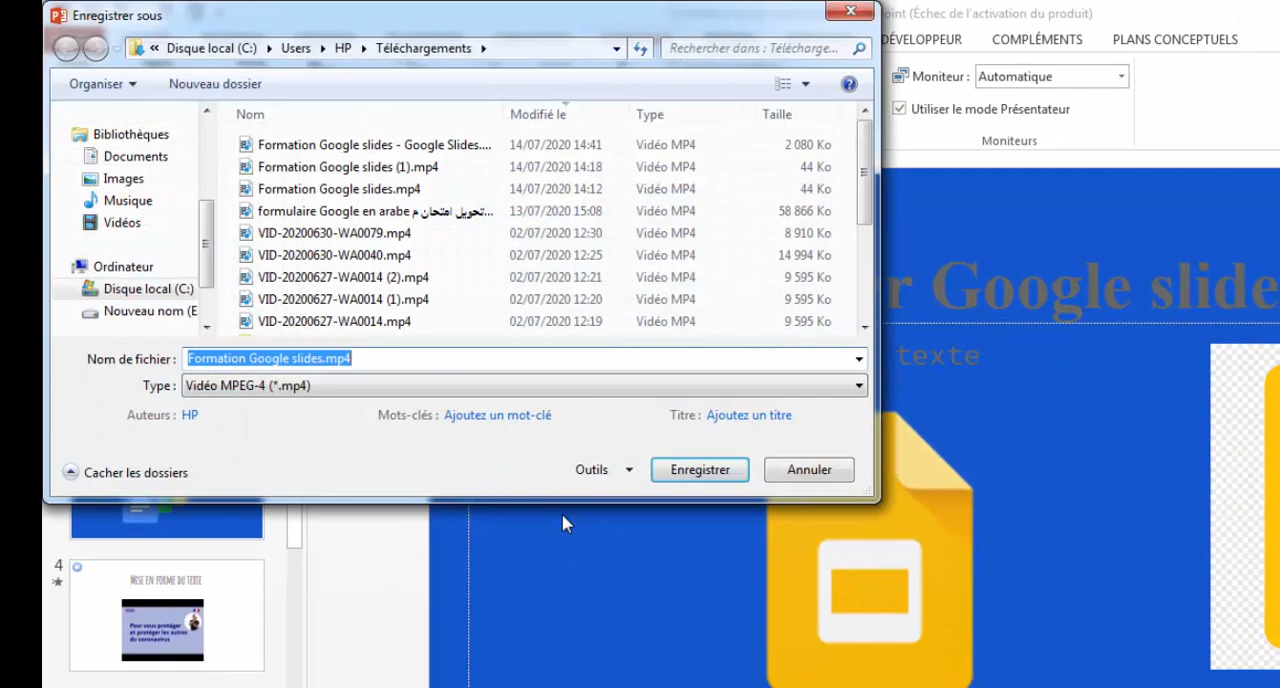 Enregistrer sous
Point (Échec de l'activation du produit)
DÉVELOPPEUR COMPLÉMENTS PLANS CONCEPTUELS
« Disque local (C:) Users HP Téléchargements
Rechercher dans : Télécharge...
Moniteur : Automatique
Utiliser le mode Présentateur
Moniteurs
Organiser Nouveau dossier
Nom Modifié le Type Taille
Bibliothèques
Documents
Images
Musique
Vidéos
Ordinateur
Disque local (C:)
Nouveau nom (E
Formation Google slides - Google Slides.... 14/07/2020 14:41 Vidéo MP4 2 080 Ko
Formation Google slides (1).mp4 14/07/2020 14:18 Vidéo MP4 44 Ko
Formation Google slides.mp4 14/07/2020 14:12 Vidéo MP4 44 Ko
formulaire Google en arabe تحويل امتحان م... 13/07/2020 15:08 Vidéo MP4 58 866 Ko
VID-20200630-WA0079.mp4 02/07/2020 12:30 Vidéo MP4 8 910 Ko
VID-20200630-WA0040.mp4 02/07/2020 12:25 Vidéo MP4 14 994 Ko
VID-20200627-WA0014 (2).mp4 02/07/2020 12:21 Vidéo MP4 9 595 Ko
VID-20200627-WA0014 (1).mp4 02/07/2020 12:20 Vidéo MP4 9 595 Ko
VID-20200627-WA0014.mp4 02/07/2020 12:19 Vidéo MP4 9 595 Ko
Nom de fichier : Formation Google slides.mp4
Type : Vidéo MPEG-4 (*.mp4)
Auteurs : HP Mots-clés : Ajoutez un mot-clé Titre : Ajoutez un titre
Cacher les dossiers
Outils Enregistrer Annuler
r Google slide
texte
4
MISE EN FORME DU TEXTE
Pour vous protéger
et protéger les autres
du coronavirus